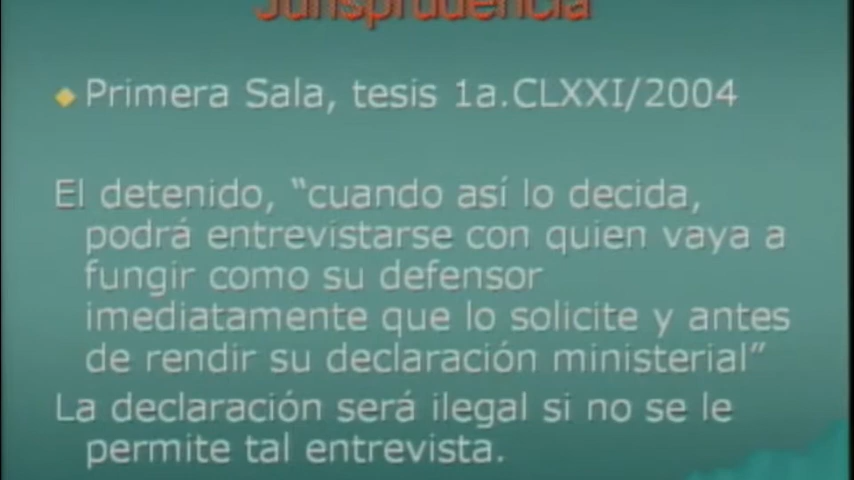 Jurisprudencia
Primera Sala, tesis 1a.CLXXI/2004
El detenido, “cuando así lo decida,
podrá entrevistarse con quien vaya a
fungir como su defensor
imediatamente que lo solicite y antes
de rendir su declaración ministerial”
La declaración será ilegal si no se le
permite tal entrevista.